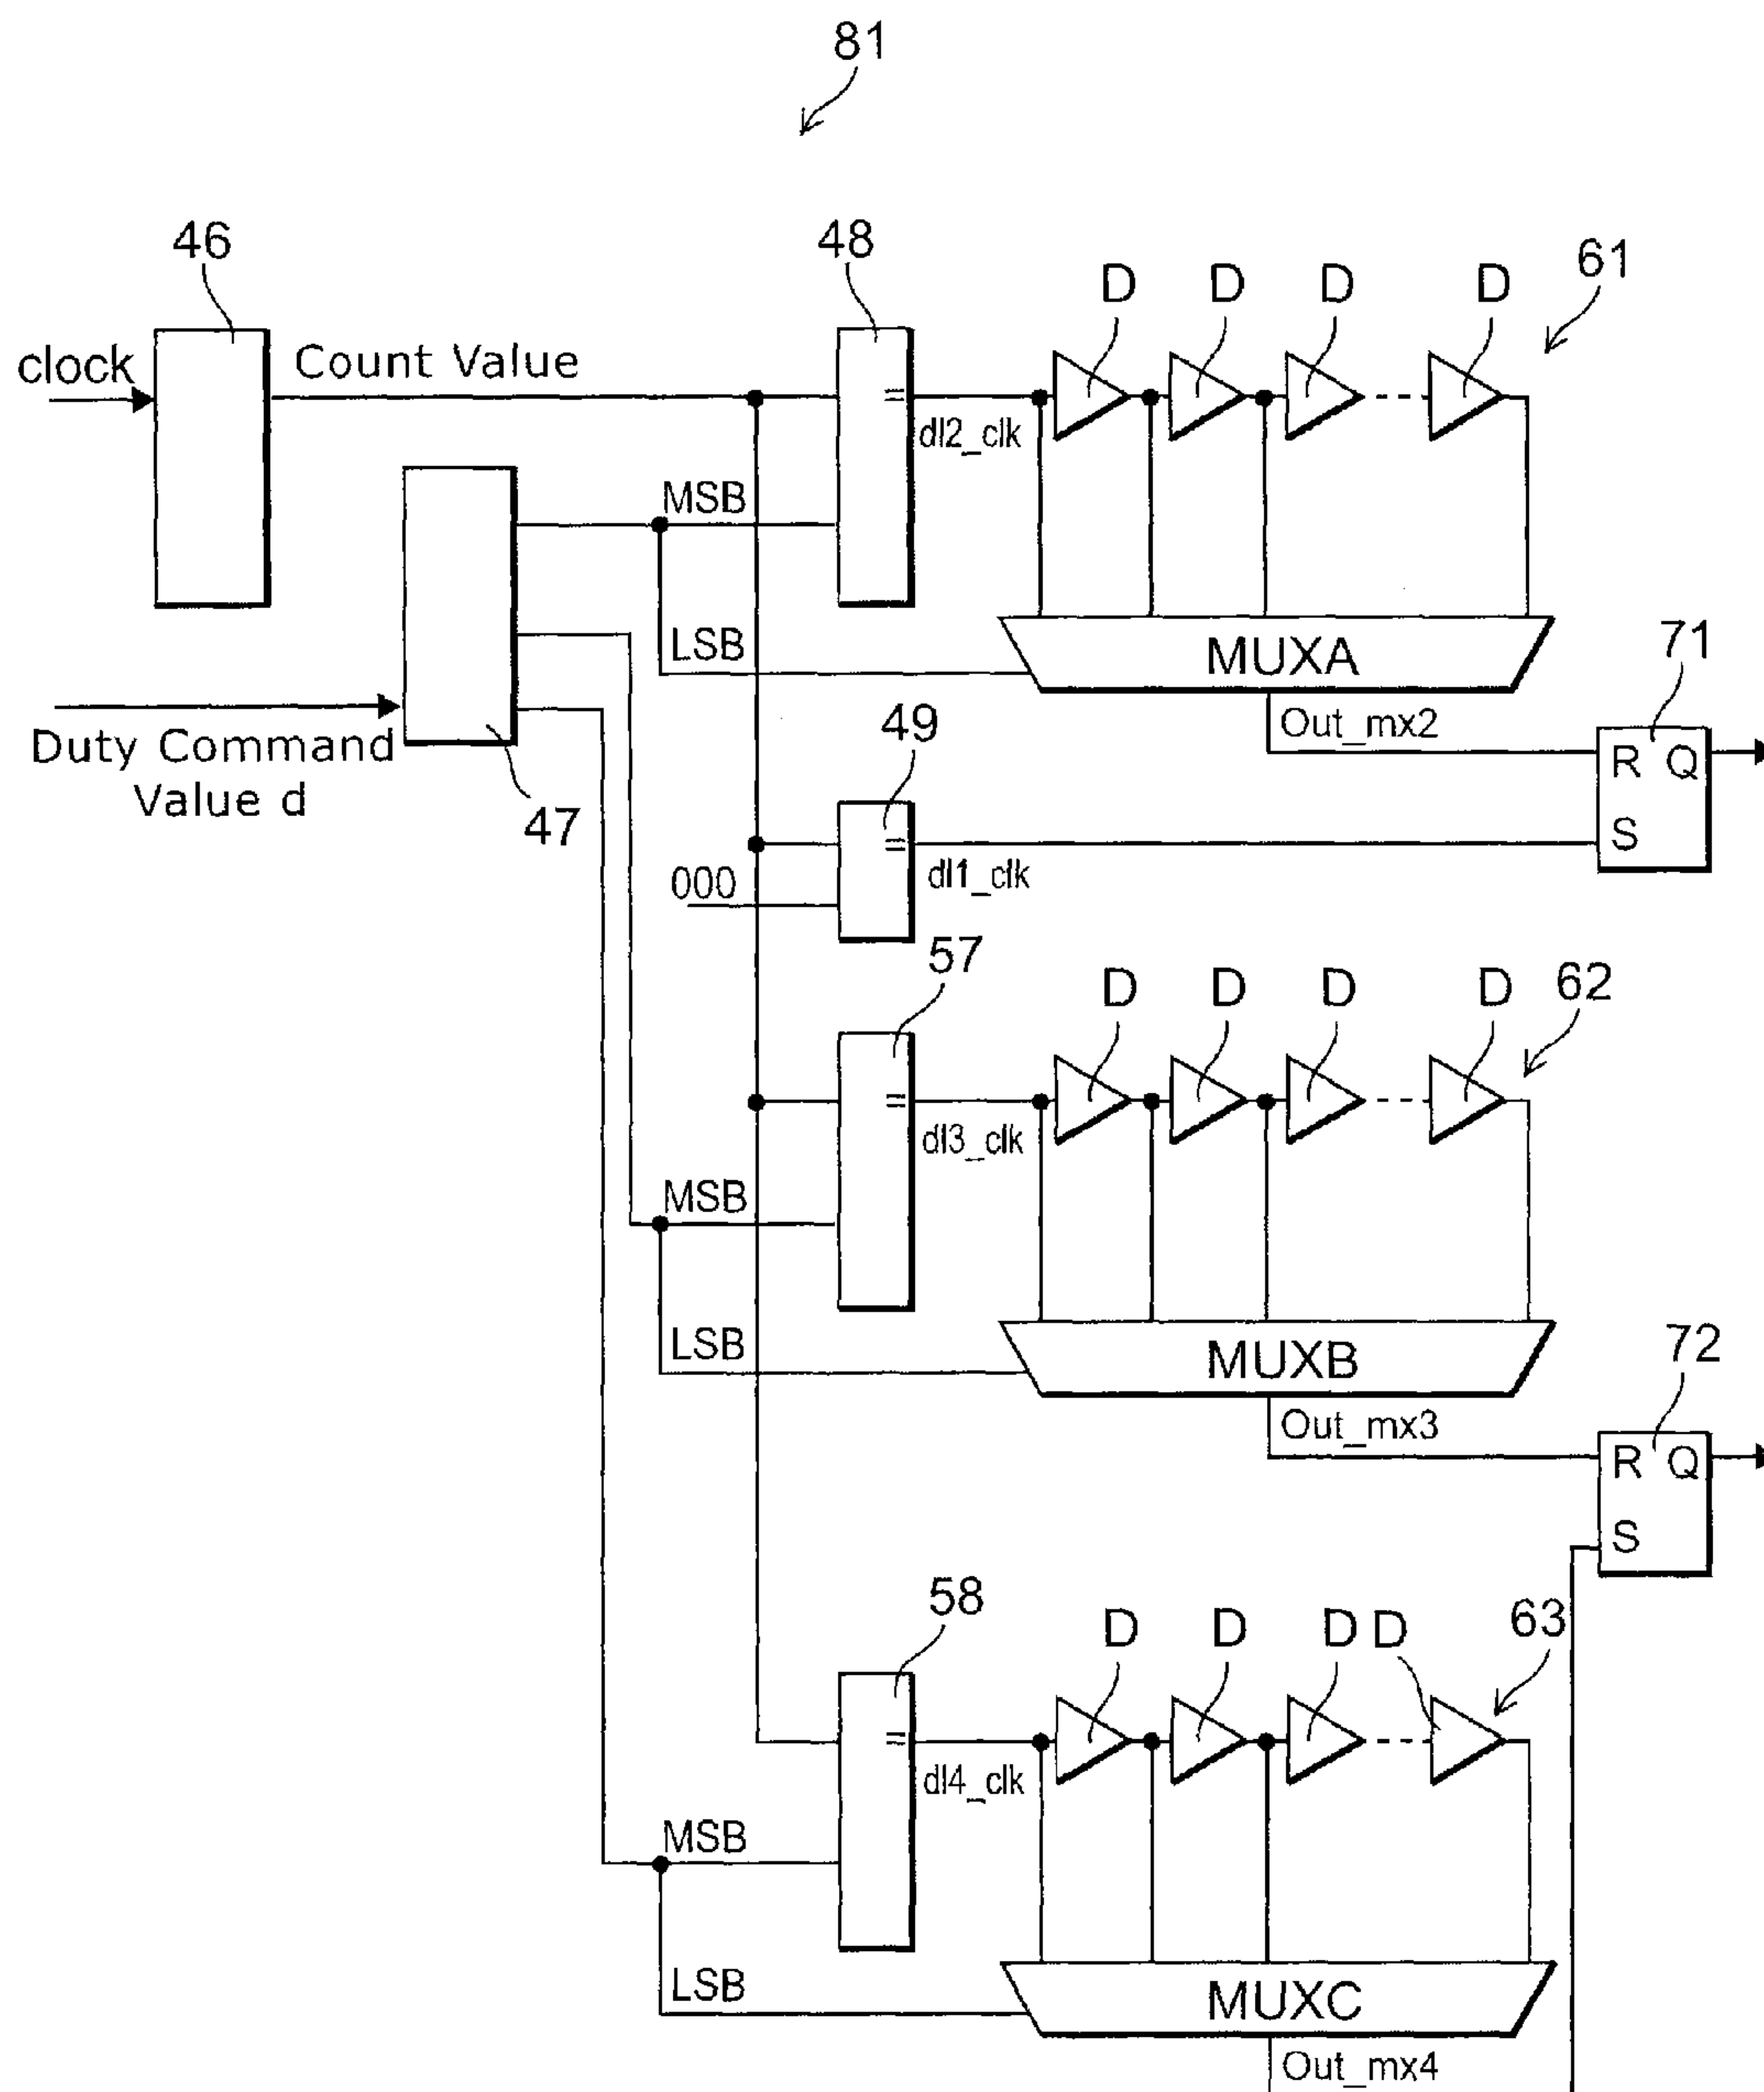 81
46
48
D D D D
61
clock
Count Value
=
dl2_clk
MSB
LSB
MUXA
71
Out_mx2
R Q
S
Duty Command
Value d
47
49
=
000
dl1_clk
57
D D D D
62
=
dl3_clk
MSB
LSB
MUXB
72
Out_mx3
R Q
S
58
D D D D
63
=
dl4_clk
MSB
LSB
MUXC
Out_mx4